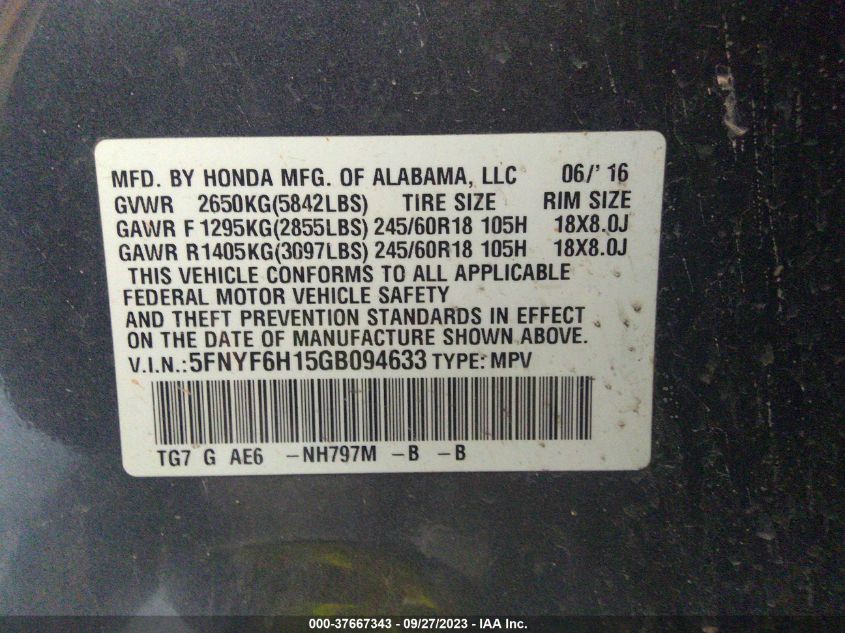 MFD. BY HONDA MFG. OF ALABAMA, LLC 06/' 16
GVWR 2650KG(5842LBS) TIRE SIZE RIM SIZE
GAWR F 1295KG(2855LBS) 245/60R18 105H 18X8.0J
GAWR R1405KG(3097LBS) 245/60R18 105H 18X8.0J
THIS VEHICLE CONFORMS TO ALL APPLICABLE
FEDERAL MOTOR VEHICLE SAFETY
AND THEFT PREVENTION STANDARDS IN EFFECT
ON THE DATE OF MANUFACTURE SHOWN ABOVE.
V.I.N.:5FNYF6H15GB094633 TYPE: MPV
TG7 G AE6 -NH797M -B -B
000-37667343 / 09/27/2023 / IAA Inc.